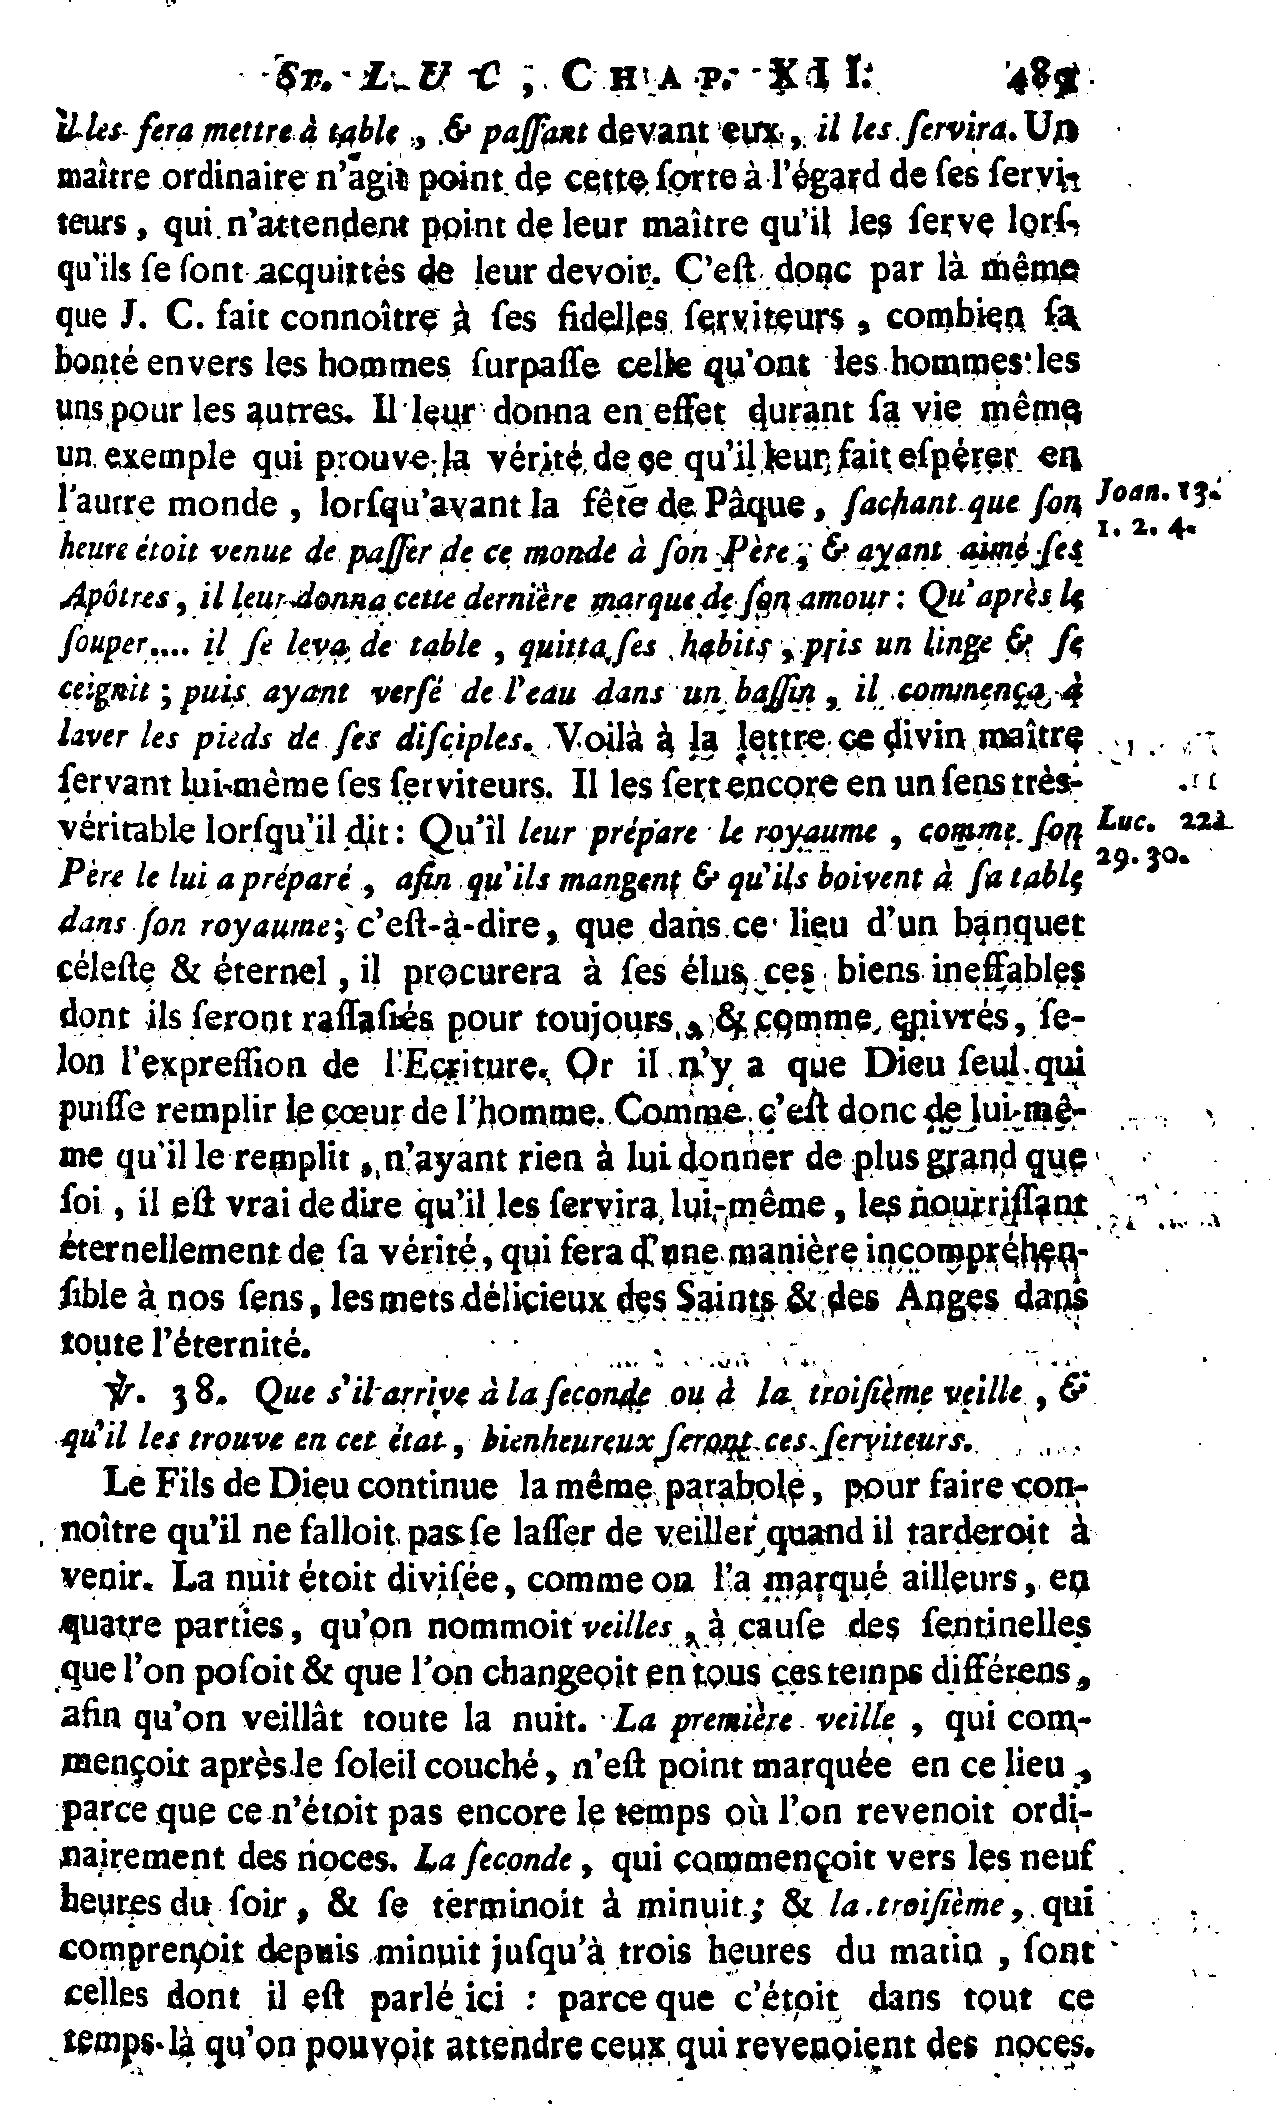 St. LUC, CHAP. XII. 489
il les fera mettre à table, & paſſant devant eux, il les ſervira. Un
maître ordinaire n'agit point de cette ſorte à l'égard de ſes ſervi-
teurs, qui n'attendent point de leur maître qu'il les ſerve lorſ-
qu'ils ſe ſont acquittés de leur devoir. C'eſt donc par là même
que J. C. fait connoître à ſes fidelles ſerviteurs, combien ſa
bonté envers les hommes ſurpaſſe celle qu'ont les hommes les
uns pour les autres. Il leur donna en effet durant ſa vie même
un exemple qui prouve la vérité de ce qu'il leur fait eſpérer en
l'autre monde, lorſqu'avant la fête de Pâque, ſachant que ſon
Joan. 13.
1. 2. 4.
heure étoit venue de paſſer de ce monde à ſon Père, & ayant aimé ſes
Apôtres, il leur donna cette dernière marque de ſon amour: Qu'après le
ſouper.... il ſe leva de table, quitta ſes habits, pris un linge & ſe
ceignit; puis ayant verſé de l'eau dans un baſſin, il commença à
laver les pieds de ſes diſciples. Voilà à la lettre ce divin maître
ſervant lui-même ſes ſerviteurs. Il les ſert encore en un ſens très-
véritable lorſqu'il dit: Qu'il leur prépare le royaume, comme ſon
Luc. 22.
29. 30.
Père le lui a préparé, afin qu'ils mangent & qu'ils boivent à ſa table
dans ſon royaume; c'eſt-à-dire, que dans ce lieu d'un banquet
céleſte & éternel, il procurera à ſes élus ces biens ineffables
dont ils ſeront raſſaſiés pour toujours, & comme enivrés, ſe-
lon l'expreſſion de l'Ecriture. Or il n'y a que Dieu ſeul qui
puiſſe remplir le cœur de l'homme. Comme c'eſt donc de lui-mê-
me qu'il le remplit, n'ayant rien à lui donner de plus grand que
ſoi, il eſt vrai de dire qu'il les ſervira lui-même, les nourriſſant
éternellement de ſa vérité, qui ſera d'une manière incompréhen-
ſible à nos ſens, les mets délicieux des Saints & des Anges dans
toute l'éternité.
℣. 38. Que s'il arrive à la ſeconde ou à la troiſième veille, &
qu'il les trouve en cet état, bienheureux ſeront ces ſerviteurs.
Le Fils de Dieu continue la même parabole, pour faire con-
noître qu'il ne falloit pas ſe laſſer de veiller quand il tarderoit à
venir. La nuit étoit diviſée, comme on l'a marqué ailleurs, en
quatre parties, qu'on nommoit veilles, à cauſe des ſentinelles
que l'on poſoit & que l'on changeoit en tous ces temps différens,
afin qu'on veillât toute la nuit. La première veille, qui com-
mençoit après le ſoleil couché, n'eſt point marquée en ce lieu,
parce que ce n'étoit pas encore le temps où l'on revenoit ordi-
nairement des noces. La ſeconde, qui commençoit vers les neuf
heures du ſoir, & ſe terminoit à minuit; & la troiſième, qui
comprenoit depuis minuit juſqu'à trois heures du matin, ſont
celles dont il eſt parlé ici: parce que c'étoit dans tout ce
temps-là qu'on pouvoit attendre ceux qui revenoient des noces.